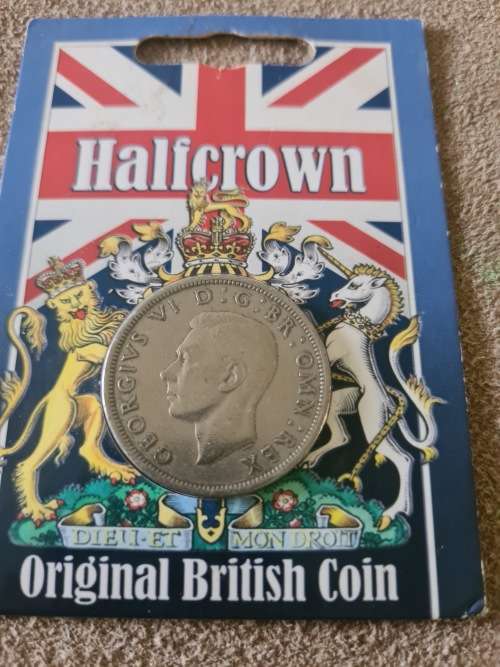 Halfcrown
GEORGIVS VI D : G : BR : OMN : REX
DIEU·ET MON DROIT
Original British Coin